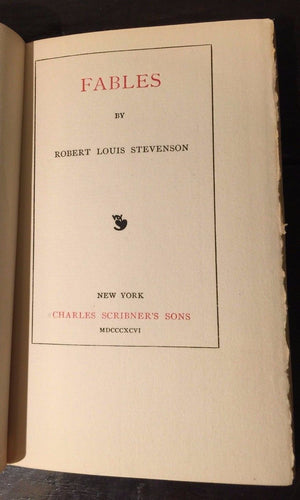 FABLES
BY
ROBERT LOUIS STEVENSON
NEW YORK
CHARLES SCRIBNER'S SONS
MDCCCXCVI